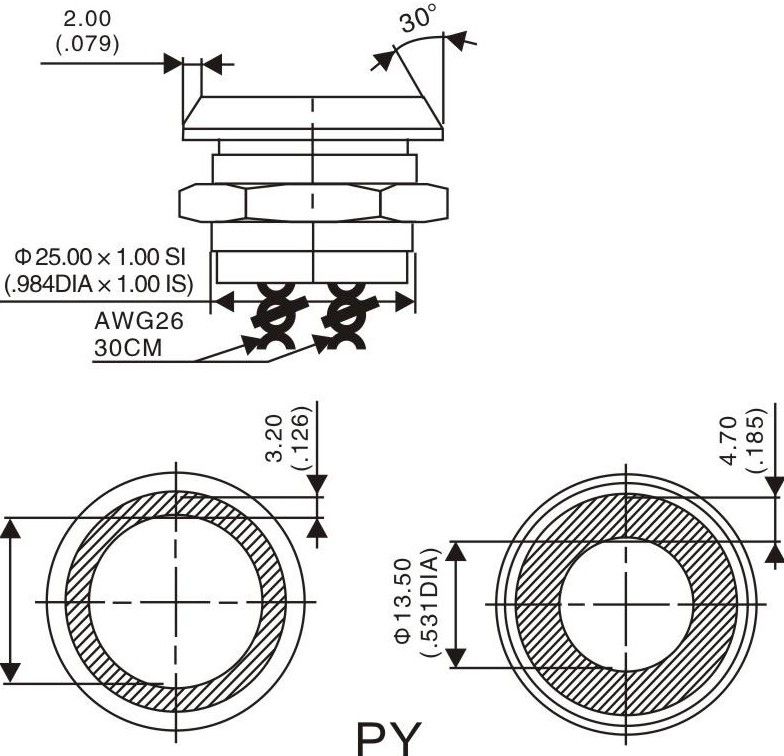 2.00
(.079)
30°
Φ25.00×1.00 SI
(.984DIA×1.00 IS)
AWG26
30CM
3.20
(.126)
4.70
(.185)
Φ13.50
(.531DIA)
PY